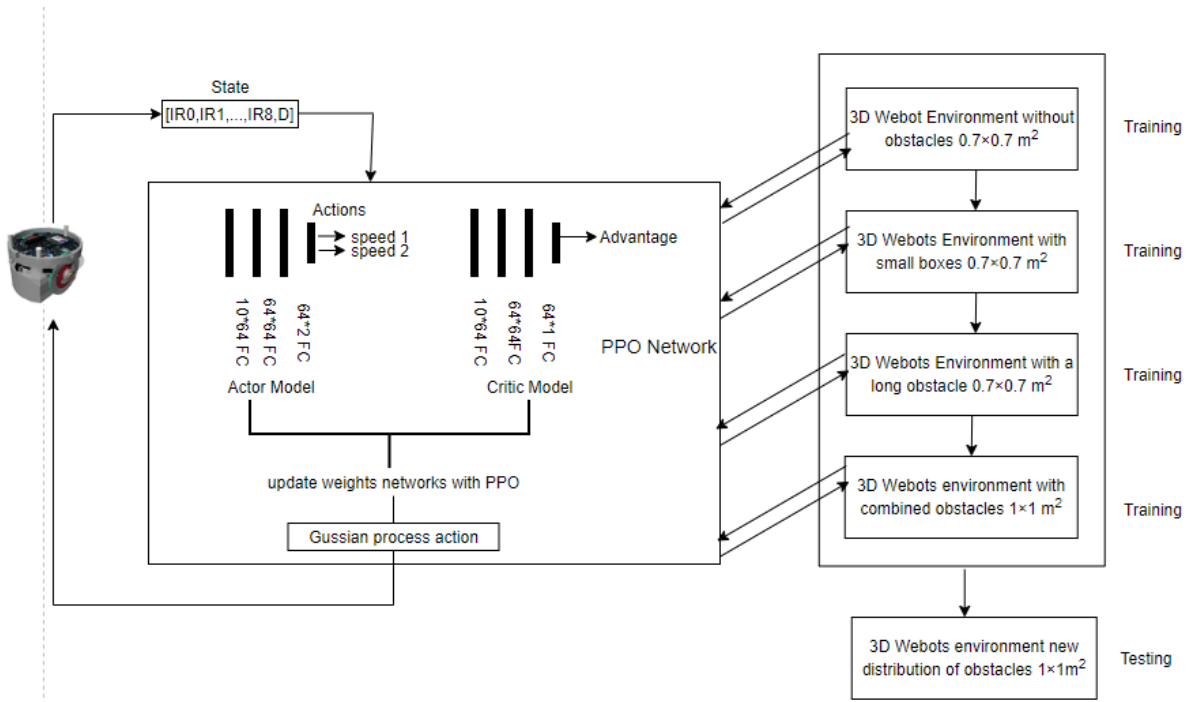 State
[IR0,IR1,...,IR8,D]
Actions
speed 1
speed 2
10*64 FC
64*64 FC
64*2 FC
Actor Model
Advantage
10*64 FC
64*64FC
64*1 FC
Critic Model
PPO Network
update weights networks with PPO
Gussian process action
3D Webot Environment without
obstacles 0.7×0.7 m²
Training
3D Webots Environment with
small boxes 0.7×0.7 m²
Training
3D Webots Environment with a
long obstacle 0.7×0.7 m²
Training
3D Webots environment with
combined obstacles 1×1 m²
Training
3D Webots environment new
distribution of obstacles 1×1m²
Testing